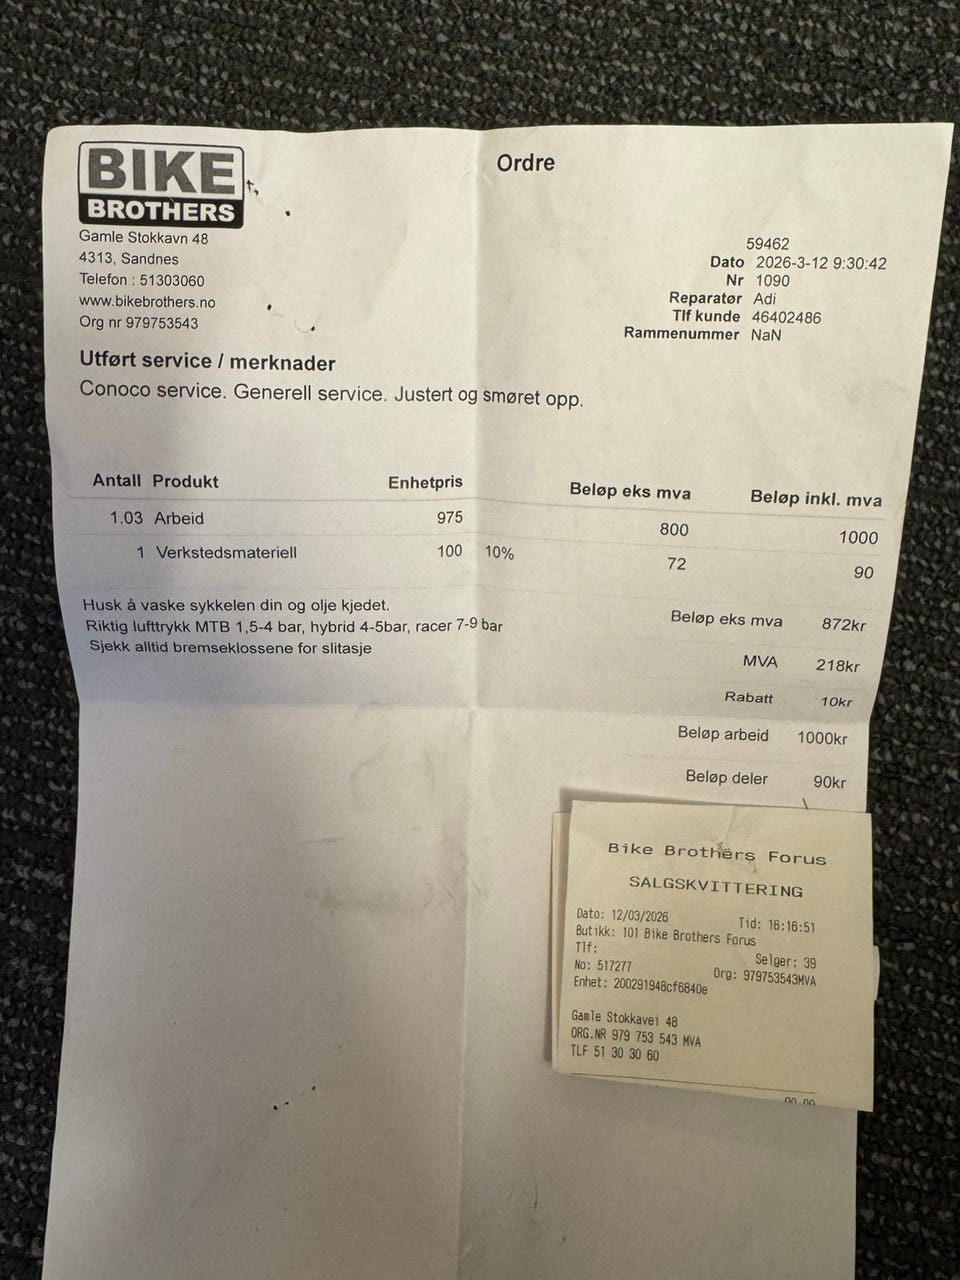 BIKE
BROTHERS
Ordre
Gamle Stokkavn 48
4313, Sandnes
Telefon : 51303060
www.bikebrothers.no
Org nr 979753543
59462
Dato 2026-3-12 9:30:42
Nr 1090
Reparatør Adi
Tlf kunde 46402486
Rammenummer NaN
Utført service / merknader
Conoco service. Generell service. Justert og smøret opp.
Antall Produkt Enhetpris Beløp eks mva Beløp inkl. mva
1.03 Arbeid 975 800 1000
1 Verkstedsmateriell 100 10% 72 90
Husk å vaske sykkelen din og olje kjedet.
Riktig lufttrykk MTB 1,5-4 bar, hybrid 4-5bar, racer 7-9 bar
Sjekk alltid bremseklossene for slitasje
Beløp eks mva 872kr
MVA 218kr
Rabatt 10kr
Beløp arbeid 1000kr
Beløp deler 90kr
Bike Brothers Forus
SALGSKVITTERING
Dato: 12/03/2026 Tid: 16:16:51
Butikk: 101 Bike Brothers Forus
Tlf: Selger: 39
No: 517277 Org: 979753543MVA
Enhet: 200291948cf6840e
Gamle Stokkavei 48
ORG.NR 979 753 543 MVA
TLF 51 30 30 60